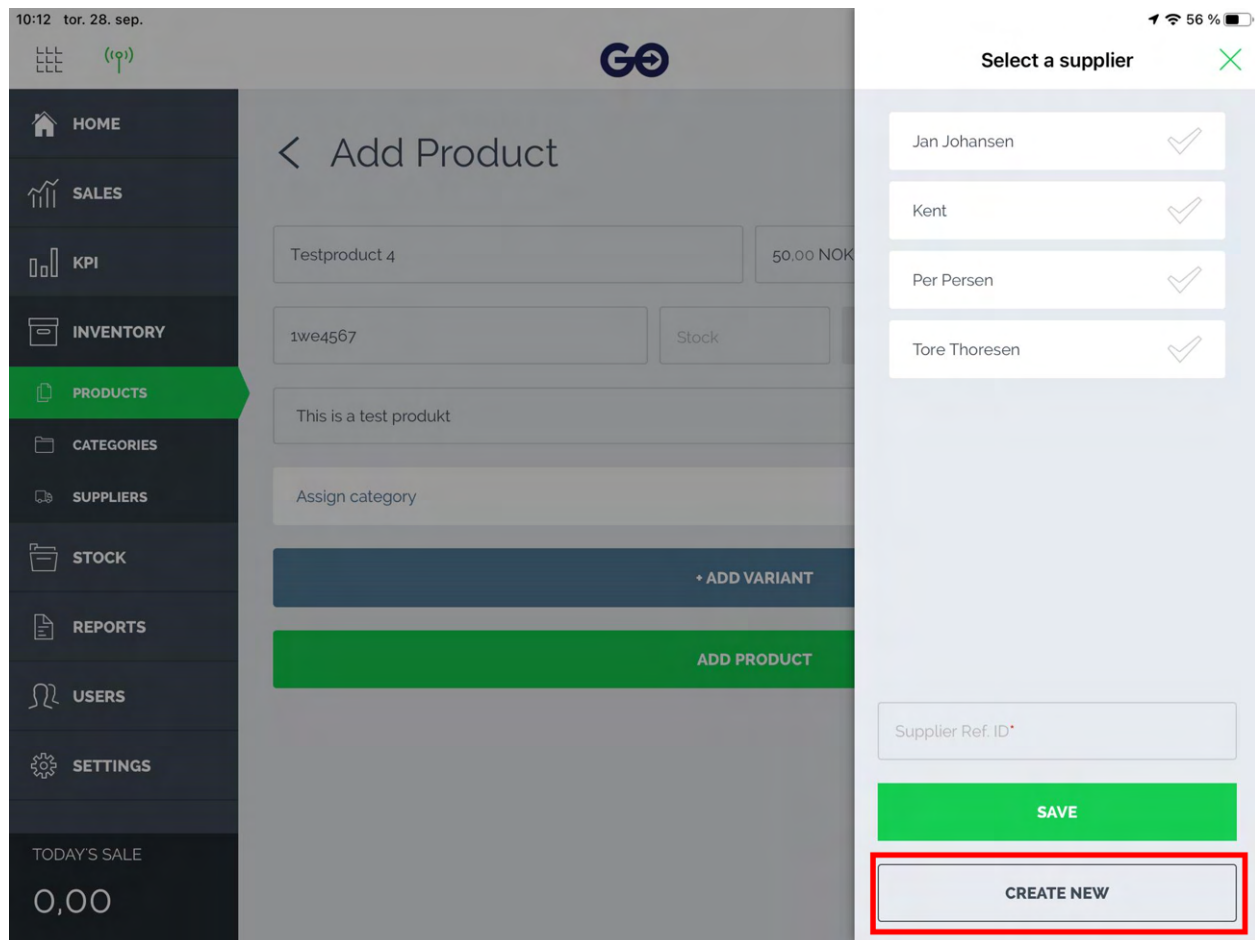 10:12 tor. 28. sep.
56 %
GO
Select a supplier
HOME
SALES
KPI
INVENTORY
PRODUCTS
CATEGORIES
SUPPLIERS
STOCK
REPORTS
USERS
SETTINGS
TODAY'S SALE
0,00
Add Product
Testproduct 4
50,00 NOK
1we4567
Stock
This is a test produkt
Assign category
+ ADD VARIANT
ADD PRODUCT
Jan Johansen
Kent
Per Persen
Tore Thoresen
Supplier Ref. ID*
SAVE
CREATE NEW